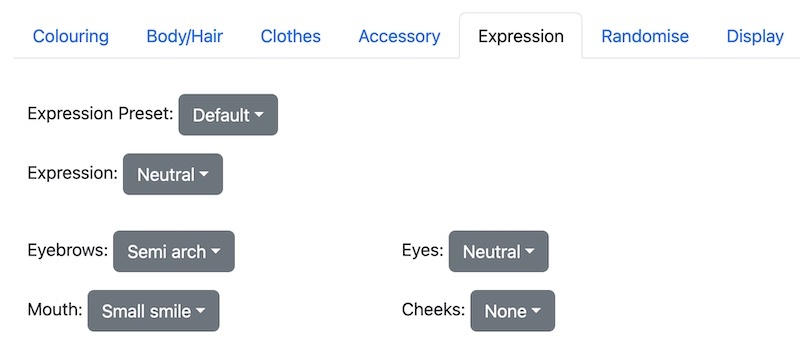 Colouring Body/Hair Clothes Accessory Expression Randomise Display
Expression Preset: Default
Expression: Neutral
Eyebrows: Semi arch Eyes: Neutral
Mouth: Small smile Cheeks: None